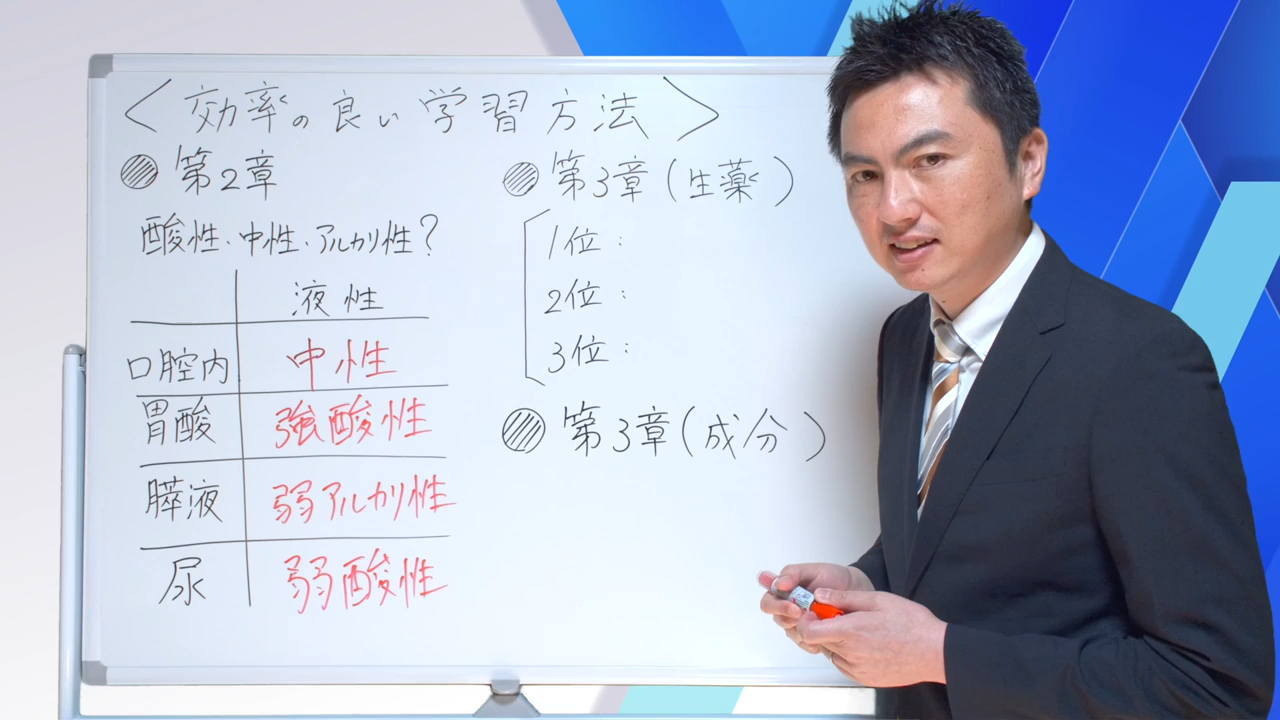 〈効率の良い学習方法〉
第2章
酸性・中性・アルカリ性?
液性
口腔内 中性
胃酸 強酸性
膵液 弱アルカリ性
尿 弱酸性
第3章(生薬)
1位:
2位:
3位:
第3章(成分)